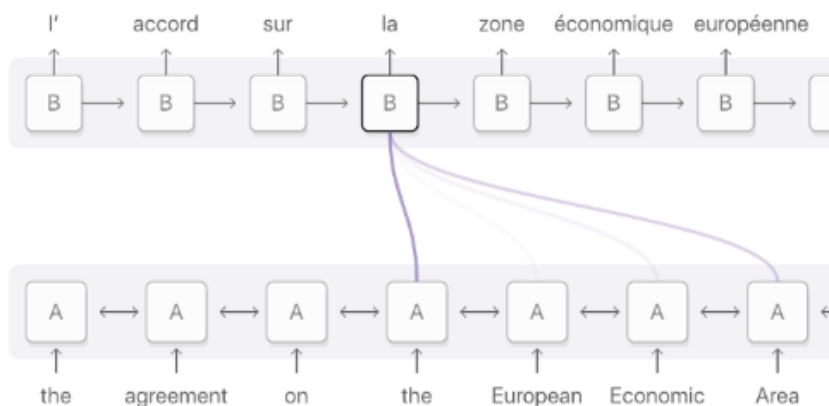 l' accord sur la zone économique européenne
B B B B B B B
A A A A A A A
the agreement on the European Economic Area